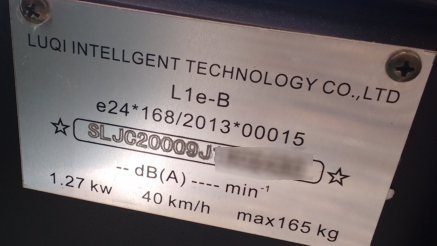 LUQI INTELLGENT TECHNOLOGY CO.,LTD
L1e-B
e24*168/2013*00015
☆ SLJC20009J ☆
-- dB(A) ---- min⁻¹
1.27 kw 40 km/h max165 kg